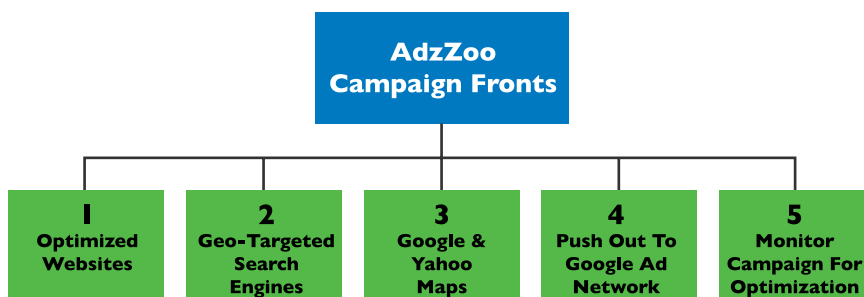 AdzZoo
Campaign Fronts
1
Optimized
Websites
2
Geo-Targeted
Search
Engines
3
Google &
Yahoo
Maps
4
Push Out To
Google Ad
Network
5
Monitor
Campaign For
Optimization